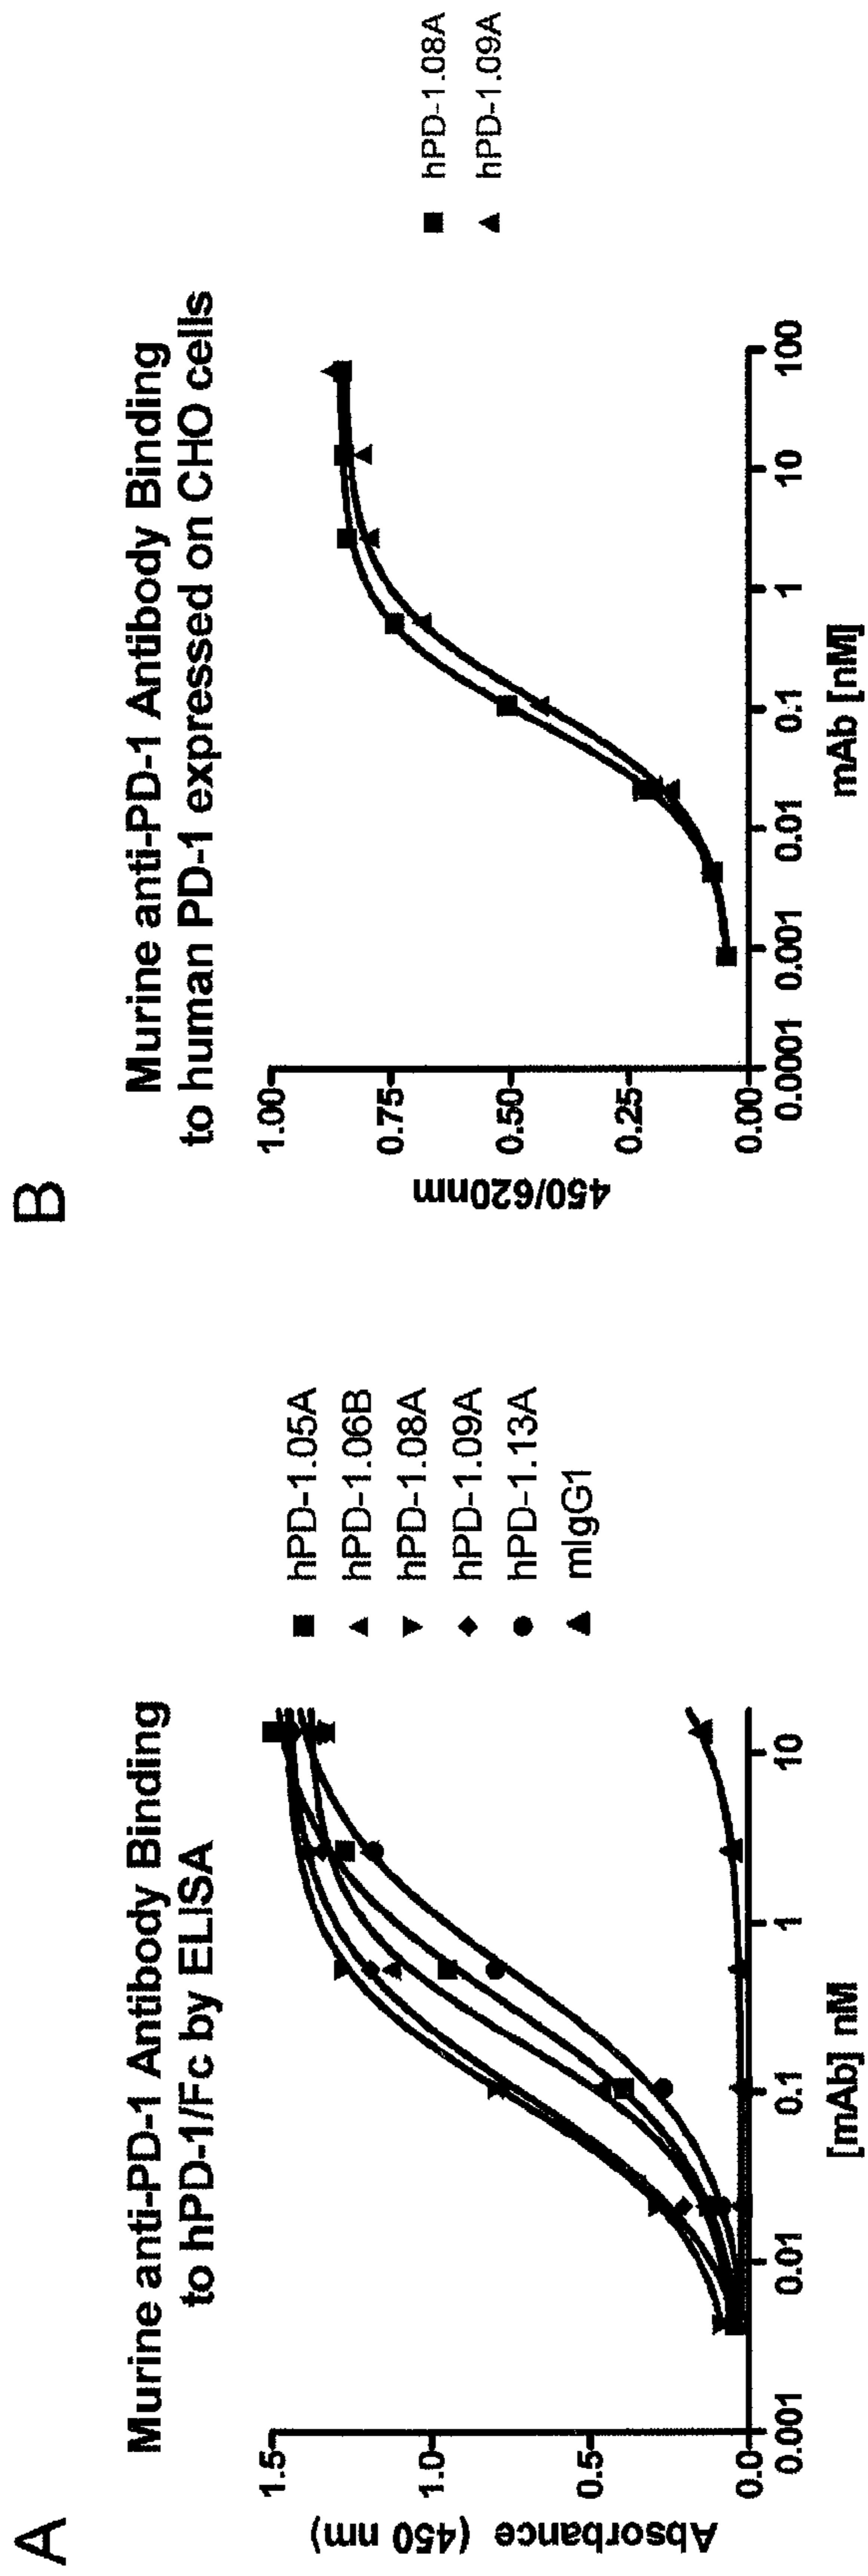 A
Murine anti-PD-1 Antibody Binding
to hPD-1/Fc by ELISA
Absorbance (450 nm)
1.5
1.0
0.5
0.0
0.001
0.01
0.1
1
10
[mAb] nM
hPD-1.05A
hPD-1.06B
hPD-1.08A
hPD-1.09A
hPD-1.13A
mIgG1
B
Murine anti-PD-1 Antibody Binding
to human PD-1 expressed on CHO cells
450/620nm
1.00
0.75
0.50
0.25
0.00
0.0001
0.001
0.01
0.1
1
10
100
mAb [nM]
hPD-1.08A
hPD-1.09A